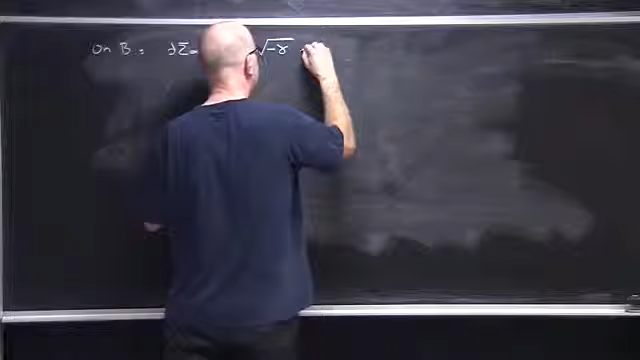 On B : dΣ = √-γ